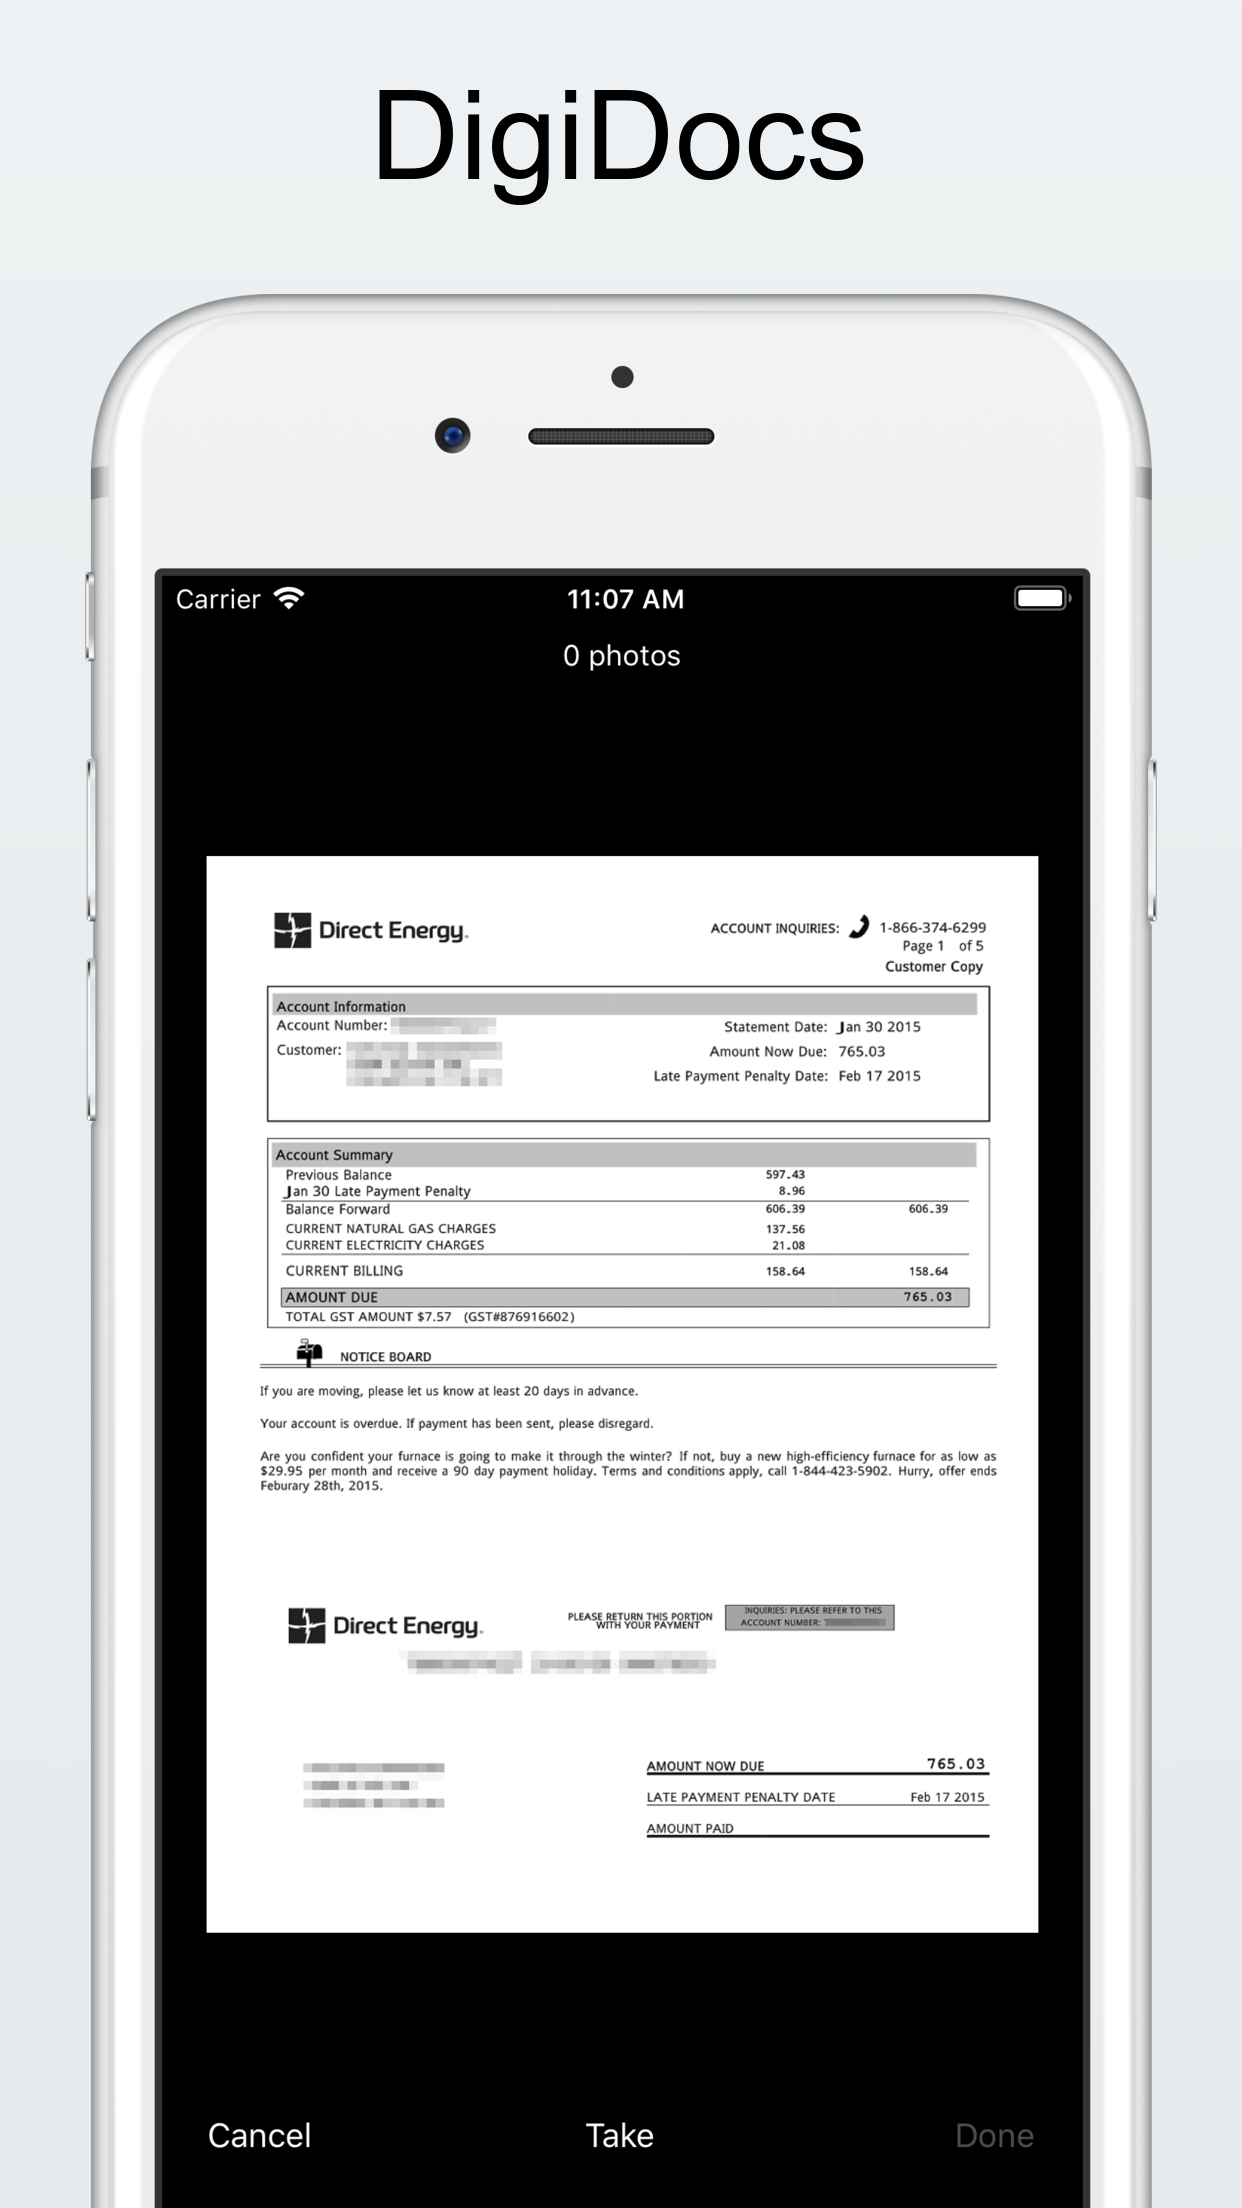 DigiDocs
Carrier 11:07 AM
0 photos
Direct Energy.
ACCOUNT INQUIRIES: 1-866-374-6299
Page 1 of 5
Customer Copy
Account Information
Account Number:
Customer:
Statement Date: Jan 30 2015
Amount Now Due: 765.03
Late Payment Penalty Date: Feb 17 2015
Account Summary
Previous Balance 597.43
Jan 30 Late Payment Penalty 8.96
Balance Forward 606.39 606.39
CURRENT NATURAL GAS CHARGES 137.56
CURRENT ELECTRICITY CHARGES 21.08
CURRENT BILLING 158.64 158.64
AMOUNT DUE 765.03
TOTAL GST AMOUNT $7.57 (GST#876916602)
NOTICE BOARD
If you are moving, please let us know at least 20 days in advance.
Your account is overdue. If payment has been sent, please disregard.
Are you confident your furnace is going to make it through the winter? If not, buy a new high-efficiency furnace for as low as
$29.95 per month and receive a 90 day payment holiday. Terms and conditions apply, call 1-844-423-5902. Hurry, offer ends
Feburary 28th, 2015.
Direct Energy.
PLEASE RETURN THIS PORTION
WITH YOUR PAYMENT
INQUIRIES: PLEASE REFER TO THIS
ACCOUNT NUMBER:
AMOUNT NOW DUE 765.03
LATE PAYMENT PENALTY DATE Feb 17 2015
AMOUNT PAID
Cancel Take Done